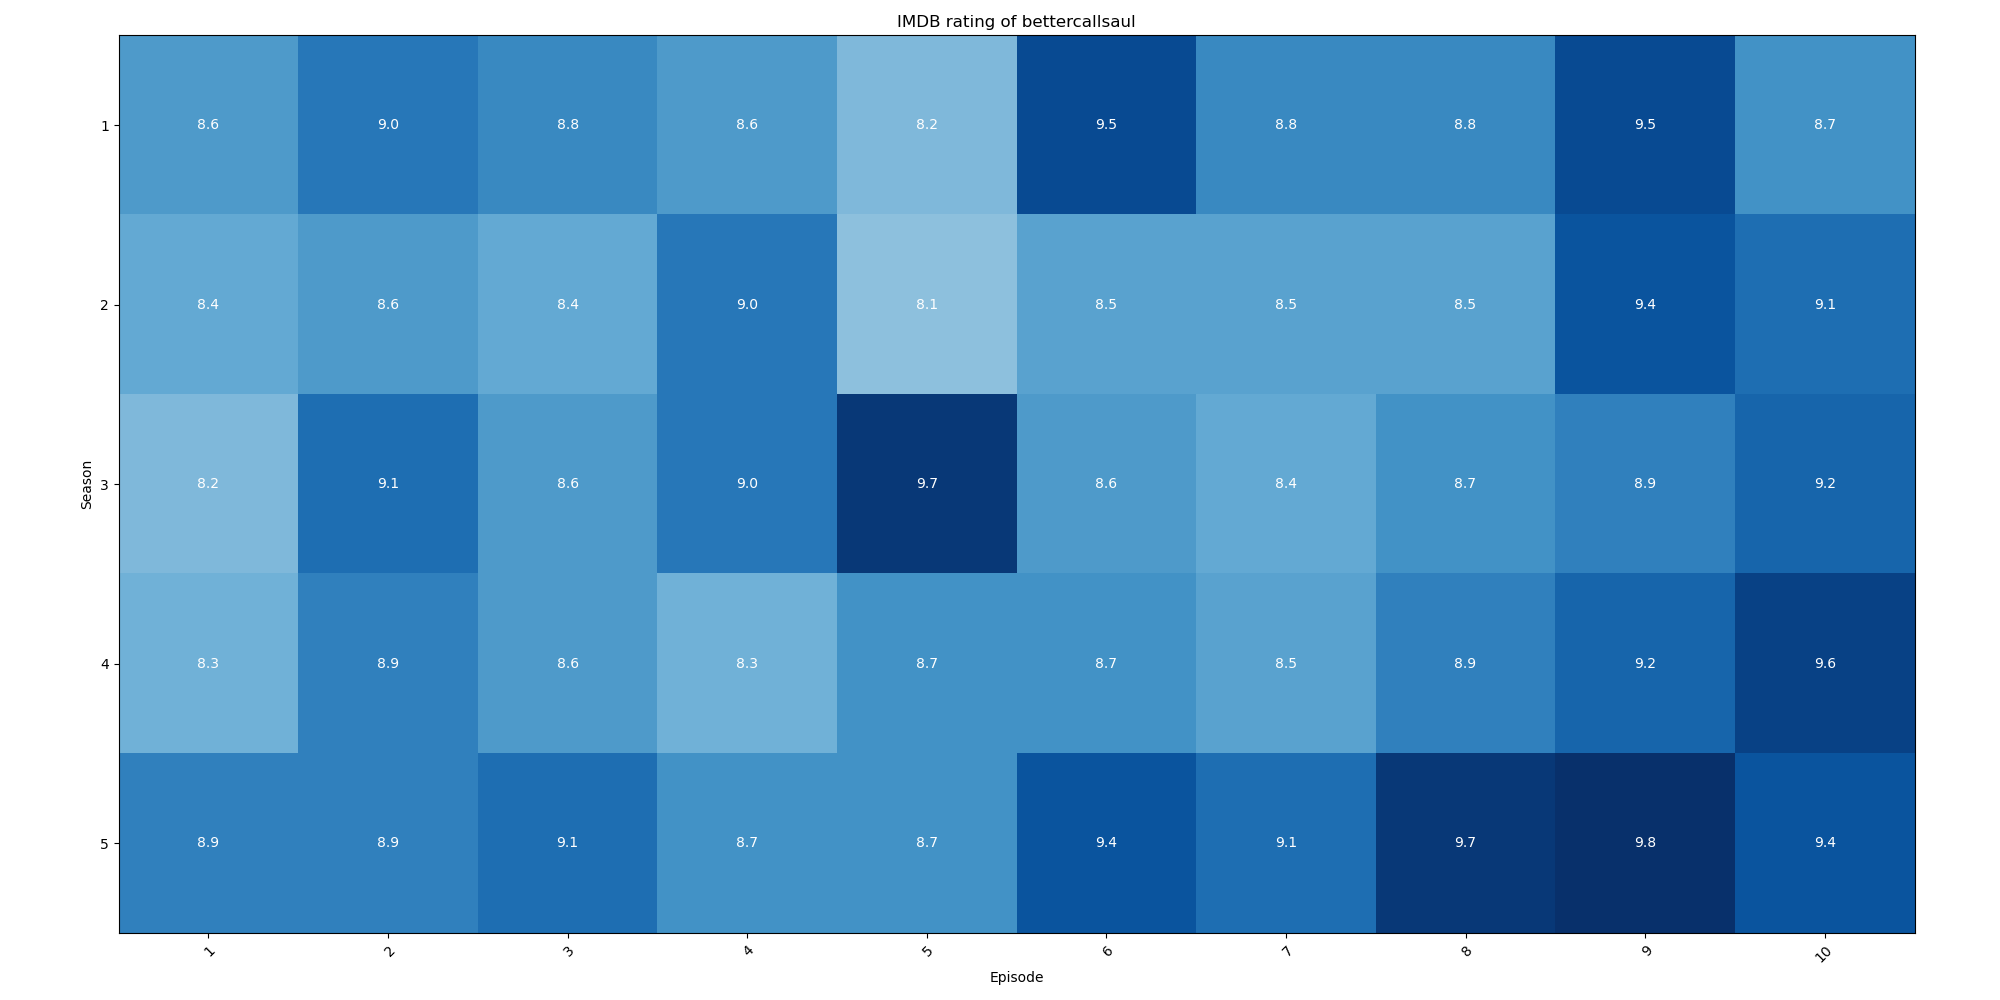 IMDB rating of bettercallsaul
1 8.6 9.0 8.8 8.6 8.2 9.5 8.8 8.8 9.5 8.7
2 8.4 8.6 8.4 9.0 8.1 8.5 8.5 8.5 9.4 9.1
Season
3 8.2 9.1 8.6 9.0 9.7 8.6 8.4 8.7 8.9 9.2
4 8.3 8.9 8.6 8.3 8.7 8.7 8.5 8.9 9.2 9.6
5 8.9 8.9 9.1 8.7 8.7 9.4 9.1 9.7 9.8 9.4
1 2 3 4 5 6 7 8 9 10
Episode